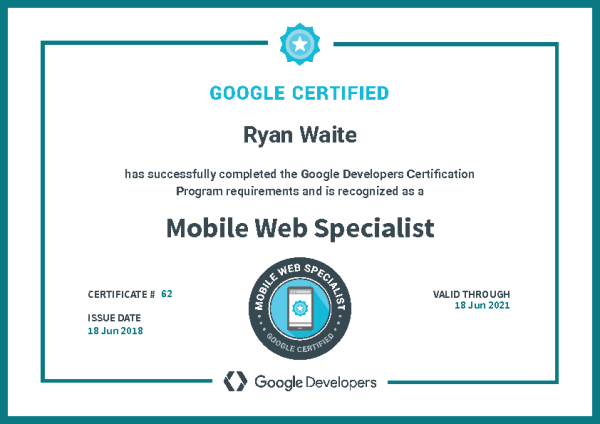 GOOGLE CERTIFIED
Ryan Waite
has successfully completed the Google Developers Certification
Program requirements and is recognized as a
Mobile Web Specialist
CERTIFICATE # 62
ISSUE DATE
18 Jun 2018
MOBILE WEB SPECIALIST
GOOGLE CERTIFIED
VALID THROUGH
18 Jun 2021
Google Developers